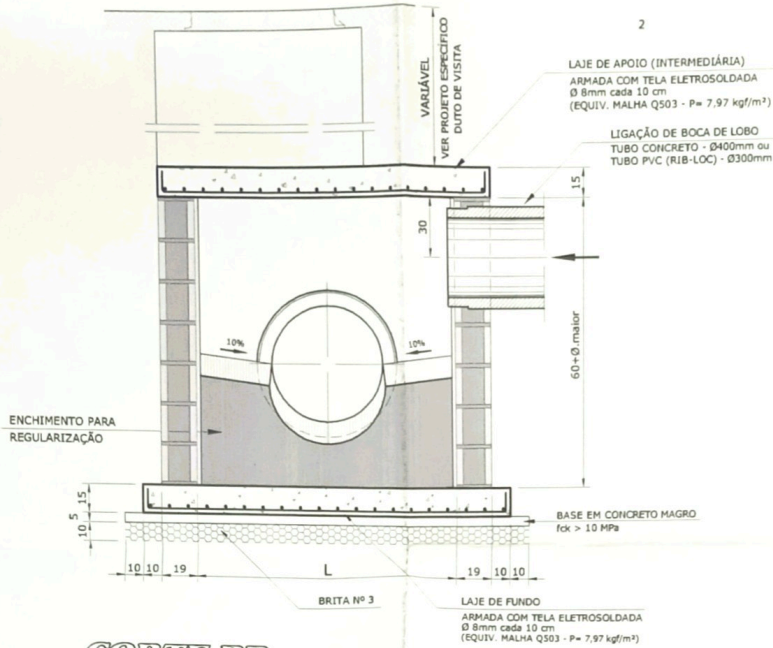 2
VARIÁVEL
VER PROJETO ESPECÍFICO
DUTO DE VISITA
LAJE DE APOIO (INTERMEDIÁRIA)
ARMADA COM TELA ELETROSOLDADA
Ø 8mm cada 10 cm
(EQUIV. MALHA Q503 - P= 7,97 kgf/m²)
LIGAÇÃO DE BOCA DE LOBO
TUBO CONCRETO - Ø400mm ou
TUBO PVC (RIB-LOC) - Ø300mm
15
30
60+Ø.maior
10%
10%
ENCHIMENTO PARA
REGULARIZAÇÃO
15
5
10
BASE EM CONCRETO MAGRO
fck > 10 MPa
10 10 19 L 19 10 10
BRITA Nº 3
LAJE DE FUNDO
ARMADA COM TELA ELETROSOLDADA
Ø 8mm cada 10 cm
(EQUIV. MALHA Q503 - P= 7,97 kgf/m²)